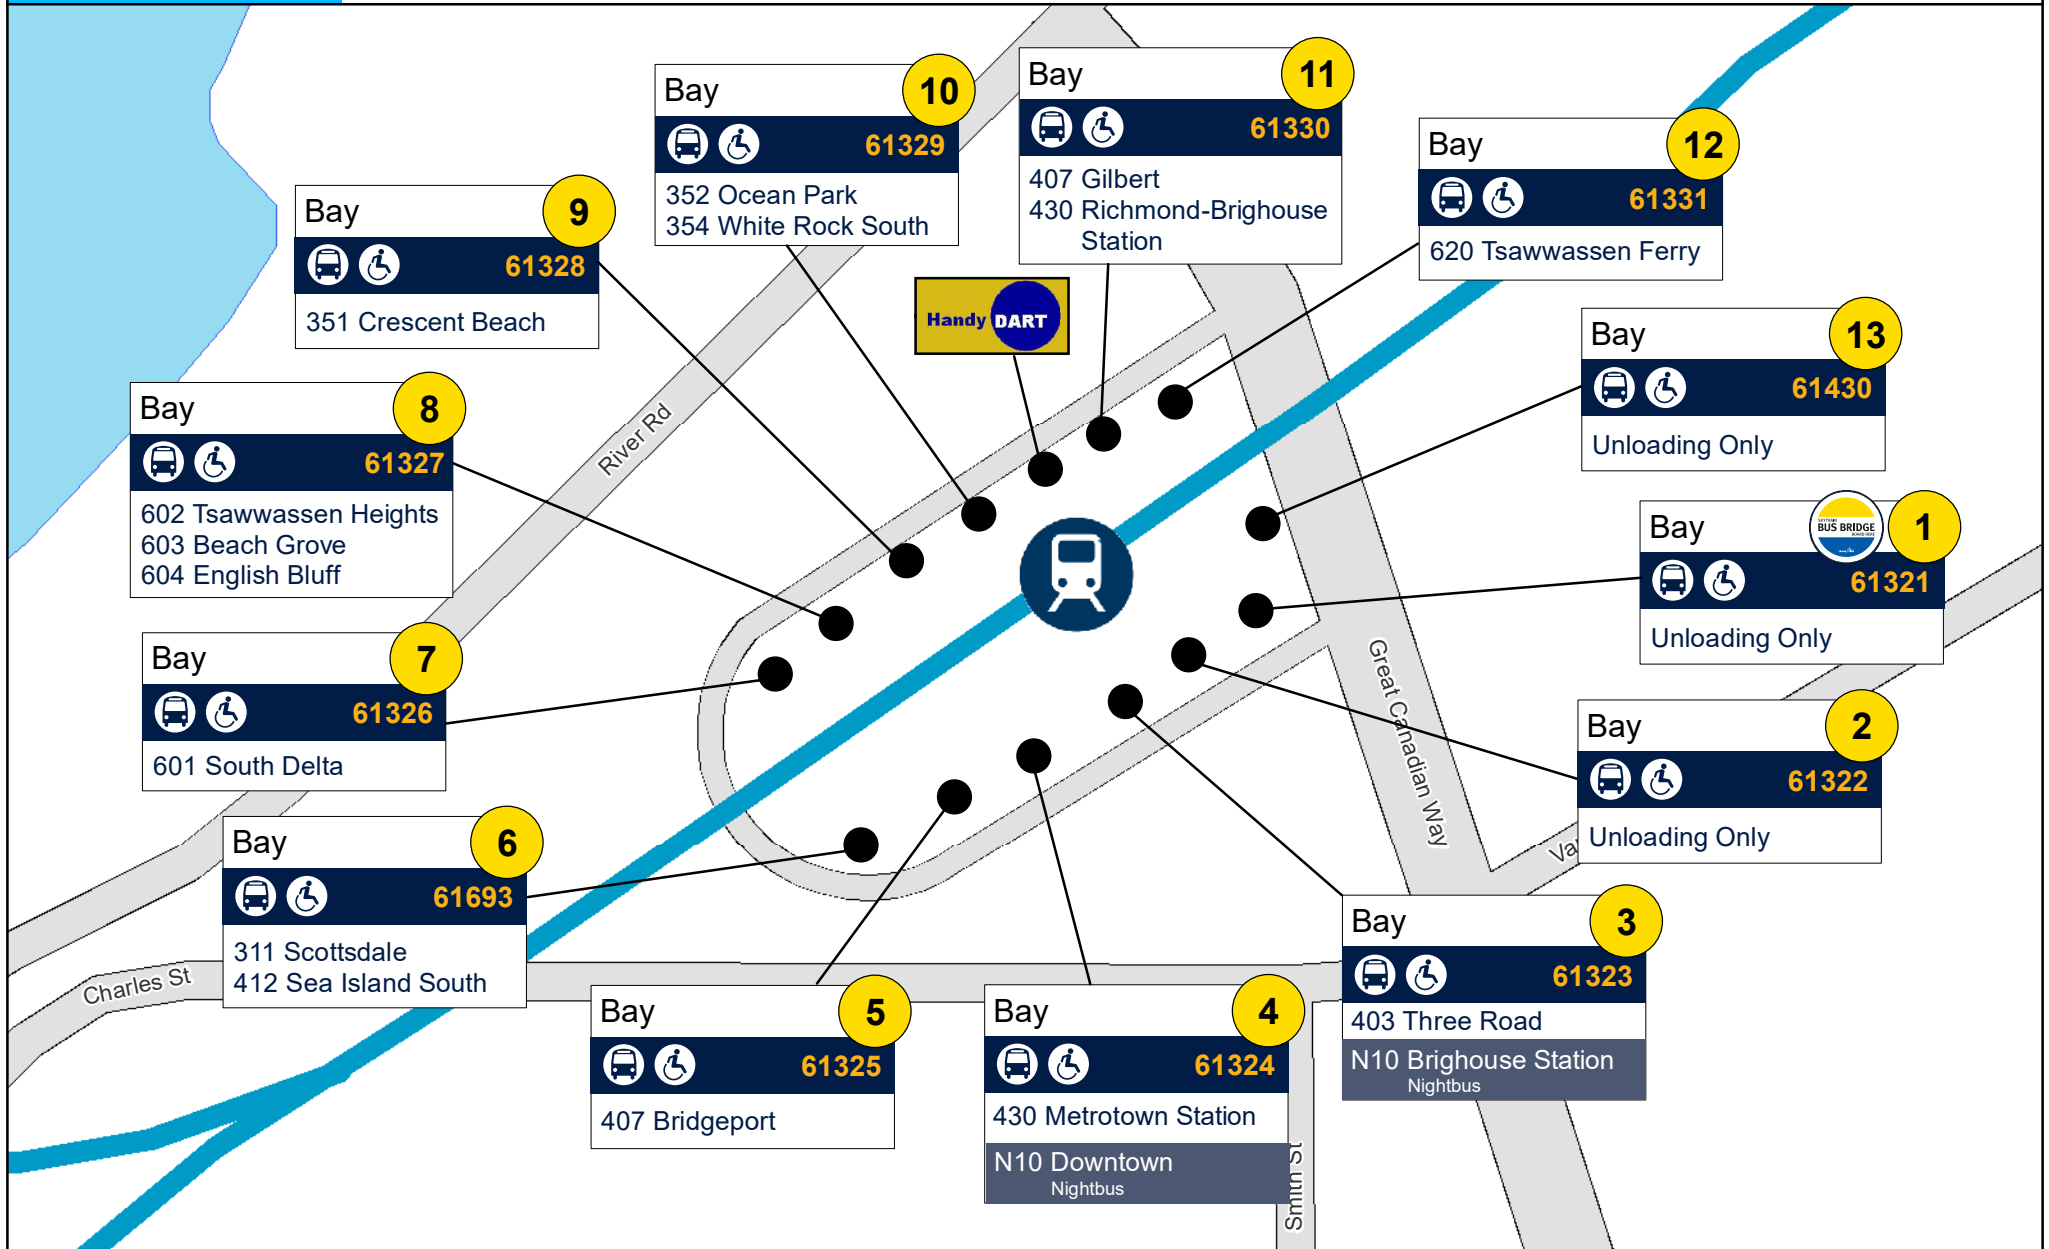 Bay 10
61329
352 Ocean Park
354 White Rock South
Bay 11
61330
407 Gilbert
430 Richmond-Brighouse
Station
Bay 12
61331
620 Tsawwassen Ferry
Bay 9
61328
351 Crescent Beach
Handy DART
Bay 13
61430
Unloading Only
Bay 8
61327
602 Tsawwassen Heights
603 Beach Grove
604 English Bluff
River Rd
Bay 1
BUS BRIDGE
61321
Unloading Only
Bay 7
61326
601 South Delta
Great Canadian Way
Bay 2
61322
Unloading Only
Bay 6
61693
311 Scottsdale
412 Sea Island South
Charles St
Bay 5
61325
407 Bridgeport
Bay 4
61324
430 Metrotown Station
N10 Downtown
Nightbus
Smith St
Bay 3
61323
403 Three Road
N10 Brighouse Station
Nightbus